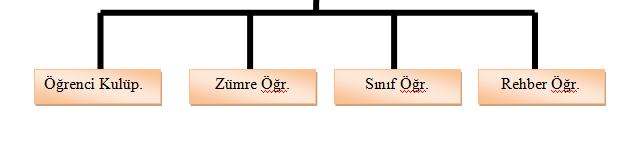 Öğrenci Kulüp.
Zümre Öğr.
Sınıf Öğr.
Rehber Öğr.